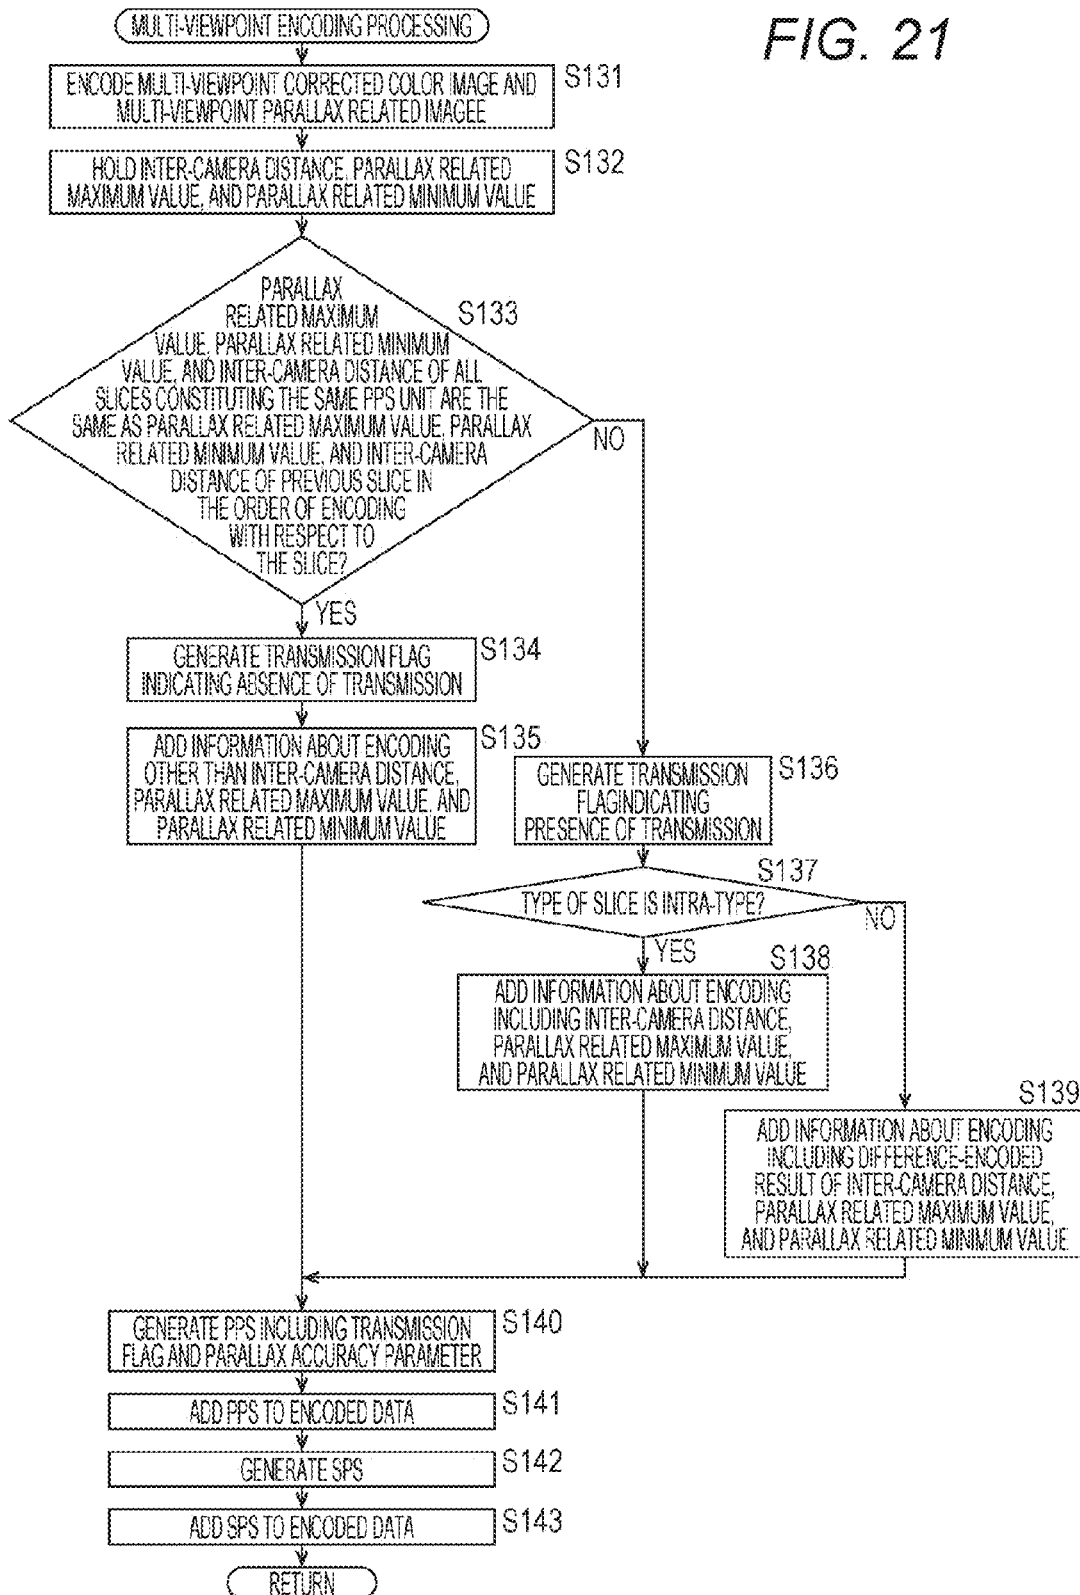 FIG. 21
MULTI-VIEWPOINT ENCODING PROCESSING
ENCODE MULTI-VIEWPOINT CORRECTED COLOR IMAGE AND
MULTI-VIEWPOINT PARALLAX RELATED IMAGEE
S131
HOLD INTER-CAMERA DISTANCE, PARALLAX RELATED
MAXIMUM VALUE, AND PARALLAX RELATED MINIMUM VALUE
S132
PARALLAX
RELATED MAXIMUM
VALUE, PARALLAX RELATED MINIMUM
VALUE, AND INTER-CAMERA DISTANCE OF ALL
SLICES CONSTITUTING THE SAME PPS UNIT ARE THE
SAME AS PARALLAX RELATED MAXIMUM VALUE, PARALLAX
RELATED MINIMUM VALUE, AND INTER-CAMERA
DISTANCE OF PREVIOUS SLICE IN
THE ORDER OF ENCODING
WITH RESPECT TO
THE SLICE?
S133
NO
YES
GENERATE TRANSMISSION FLAG
INDICATING ABSENCE OF TRANSMISSION
S134
ADD INFORMATION ABOUT ENCODING
OTHER THAN INTER-CAMERA DISTANCE,
PARALLAX RELATED MAXIMUM VALUE, AND
PARALLAX RELATED MINIMUM VALUE
S135
GENERATE TRANSMISSION
FLAGINDICATING
PRESENCE OF TRANSMISSION
S136
TYPE OF SLICE IS INTRA-TYPE?
S137
NO
YES
ADD INFORMATION ABOUT ENCODING
INCLUDING INTER-CAMERA DISTANCE,
PARALLAX RELATED MAXIMUM VALUE,
AND PARALLAX RELATED MINIMUM VALUE
S138
ADD INFORMATION ABOUT ENCODING
INCLUDING DIFFERENCE-ENCODED
RESULT OF INTER-CAMERA DISTANCE,
PARALLAX RELATED MAXIMUM VALUE,
AND PARALLAX RELATED MINIMUM VALUE
S139
GENERATE PPS INCLUDING TRANSMISSION
FLAG AND PARALLAX ACCURACY PARAMETER
S140
ADD PPS TO ENCODED DATA
S141
GENERATE SPS
S142
ADD SPS TO ENCODED DATA
S143
RETURN